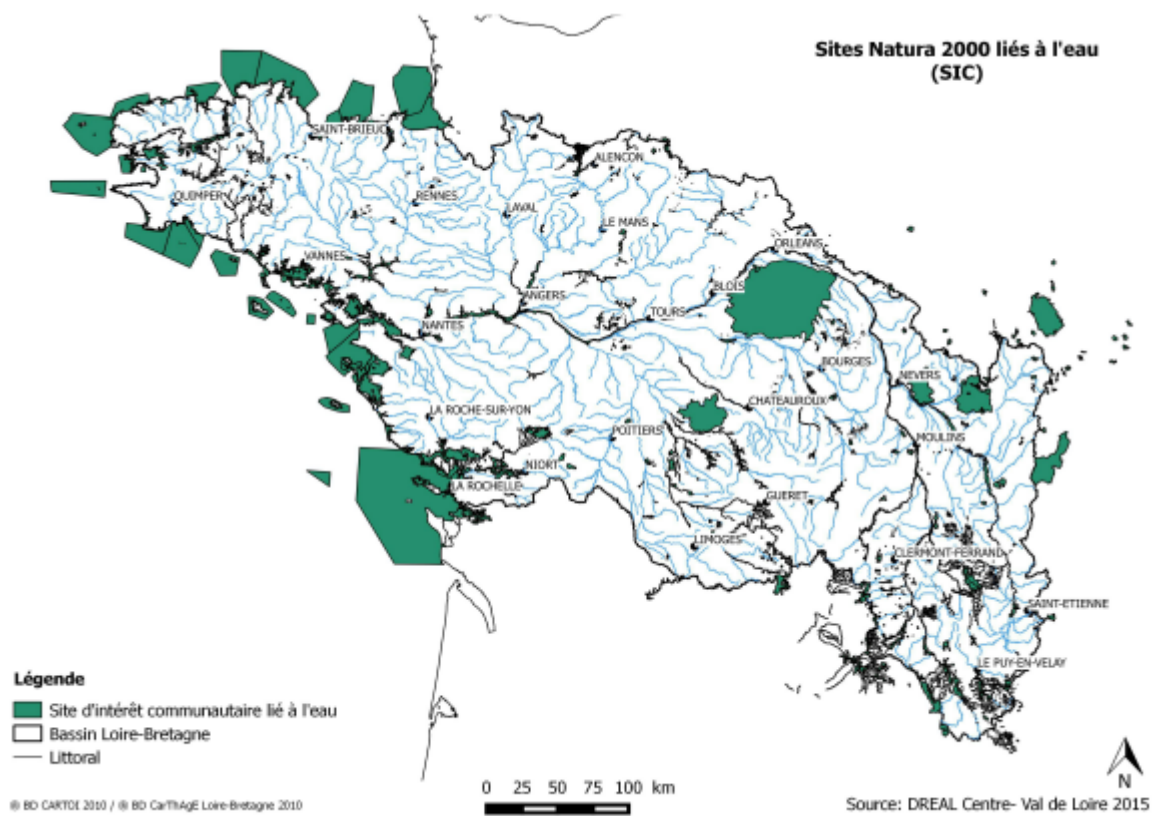 Sites Natura 2000 liés à l'eau
(SIC)
SAINT-BRIEUC
ALENCON
QUIMPER
RENNES
LAVAL
LE MANS
ORLEANS
VANNES
BLOIS
ANGERS
TOURS
NANTES
BOURGES
NEVERS
CHATEAUROUX
LA ROCHE-SUR-YON
POITIERS
MOULINS
NIORT
LA ROCHELLE
GUERET
LIMOGES
CLERMONT-FERRAND
SAINT-ETIENNE
LE PUY-EN-VELAY
Légende
Site d'intérêt communautaire lié à l'eau
Bassin Loire-Bretagne
Littoral
N
0 25 50 75 100 km
® BD CARTOI 2010 / ® BD CarThAgE Loire-Bretagne 2010
Source: DREAL Centre- Val de Loire 2015